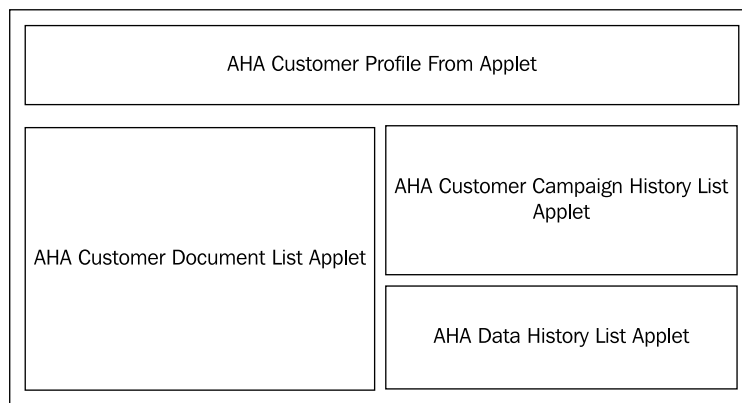 AHA Customer Profile From Applet
AHA Customer Document List Applet
AHA Customer Campaign History List
Applet
AHA Data History List Applet